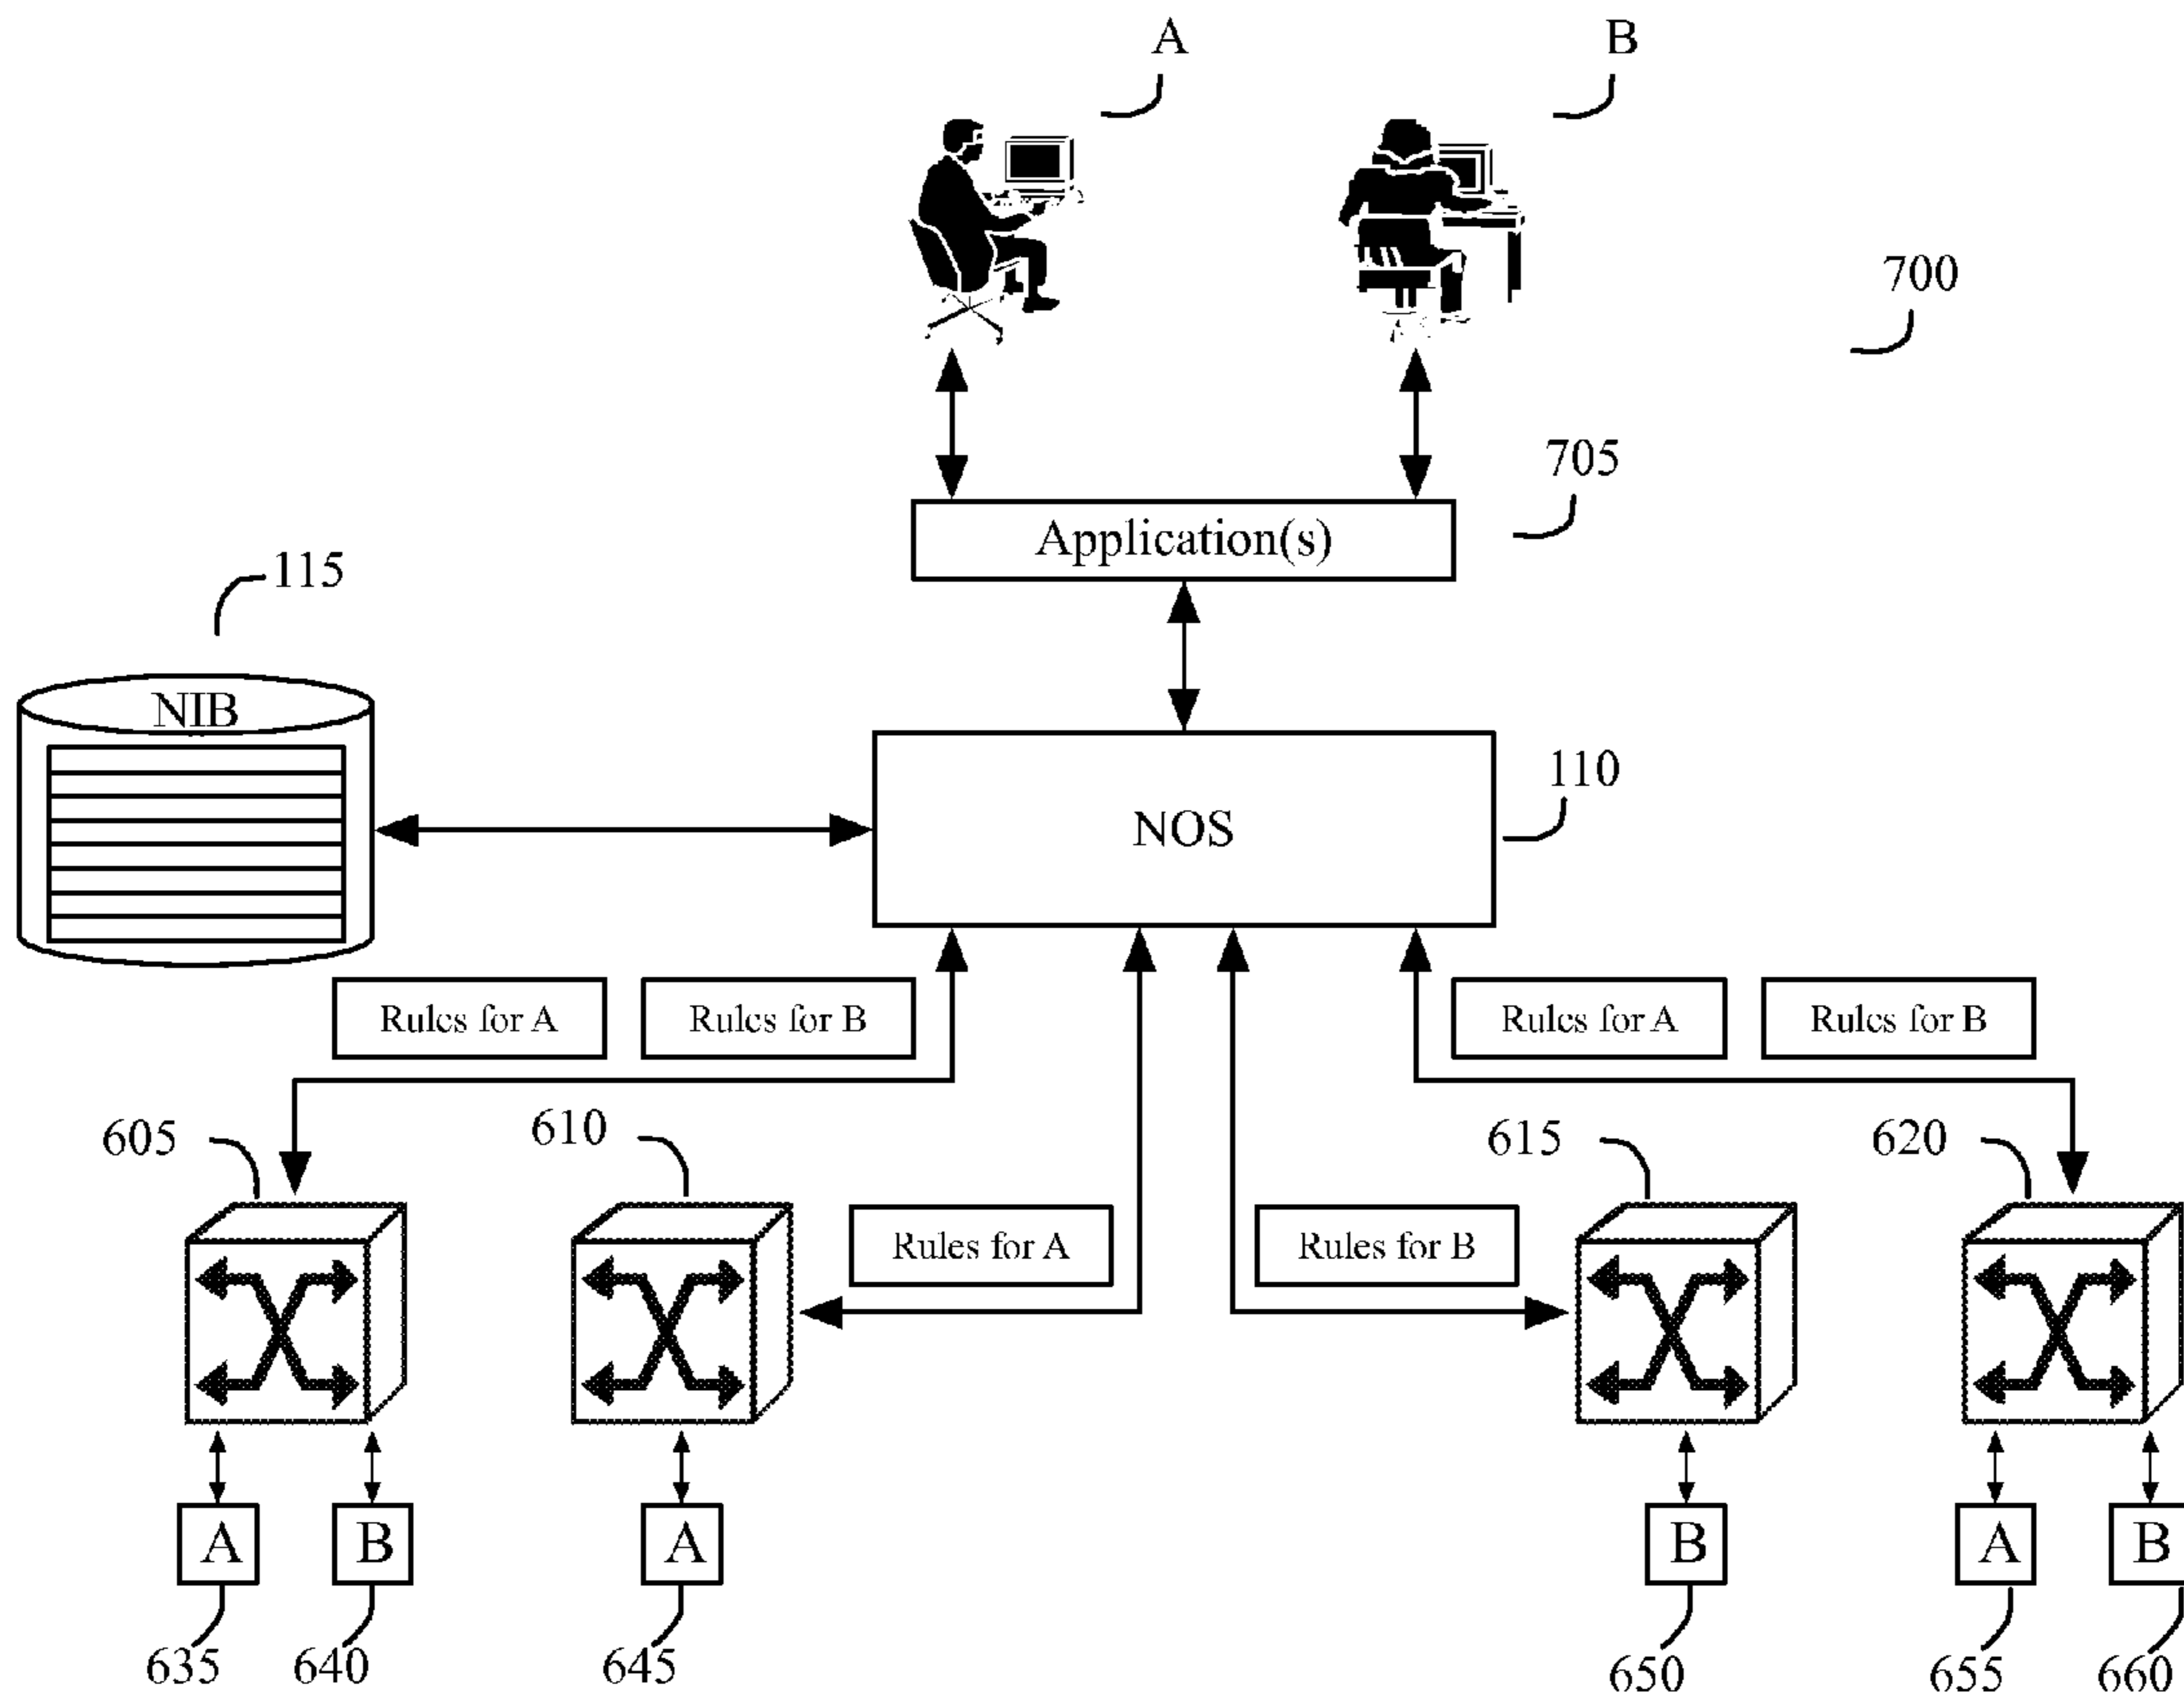 A
B
700
705
Application(s)
115
NIB
110
NOS
Rules for A
Rules for B
Rules for A
Rules for B
605
610
615
620
Rules for A
Rules for B
A
B
A
B
A
B
635
640
645
650
655
660